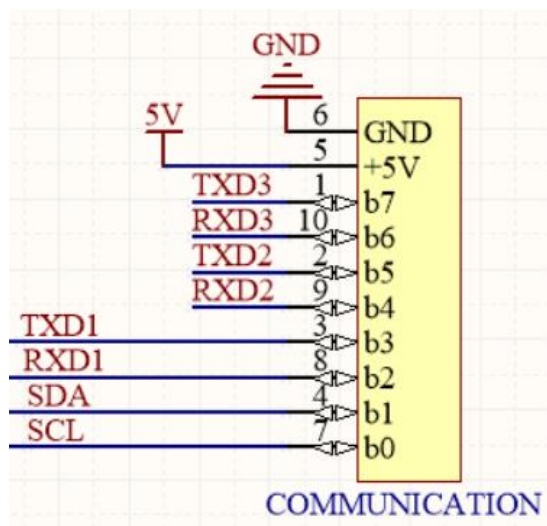 GND
6 GND
5V
5 +5V
TXD3 1 b7
RXD3 10 b6
TXD2 2 b5
RXD2 9 b4
TXD1 3 b3
RXD1 8 b2
SDA 4 b1
SCL 7 b0
COMMUNICATION